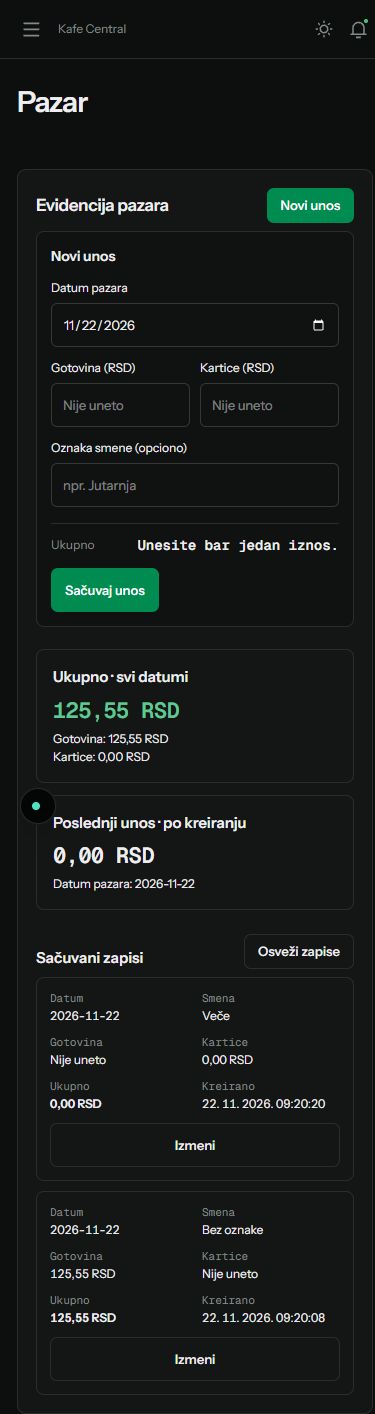 Kafe Central
Pazar
Evidencija pazara
Novi unos
Novi unos
Datum pazara
11/22/2026
Gotovina (RSD) Kartice (RSD)
Nije uneto Nije uneto
Oznaka smene (opciono)
npr. Jutarnja
Ukupno Unesite bar jedan iznos.
Sačuvaj unos
Ukupno · svi datumi
125,55 RSD
Gotovina: 125,55 RSD
Kartice: 0,00 RSD
Poslednji unos · po kreiranju
0,00 RSD
Datum pazara: 2026-11-22
Sačuvani zapisi
Osveži zapise
Datum Smena
2026-11-22 Veče
Gotovina Kartice
Nije uneto 0,00 RSD
Ukupno Kreirano
0,00 RSD 22. 11. 2026. 09:20:20
Izmeni
Datum Smena
2026-11-22 Bez oznake
Gotovina Kartice
125,55 RSD Nije uneto
Ukupno Kreirano
125,55 RSD 22. 11. 2026. 09:20:08
Izmeni